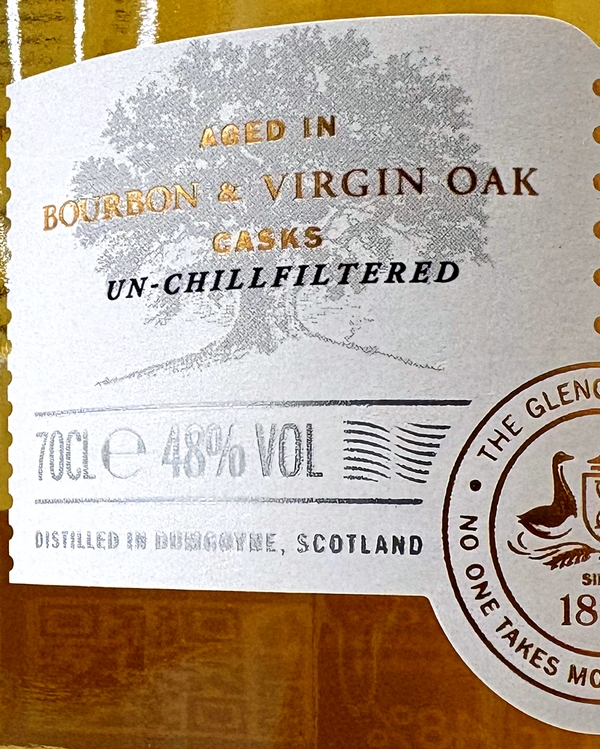 AGED IN
BOURBON & VIRGIN OAK
CASKS
UN-CHILLFILTERED
70CL ℮ 48% VOL
DISTILLED IN DUMGOYNE, SCOTLAND
THE GLENG
NO ONE TAKES MO
SI
18